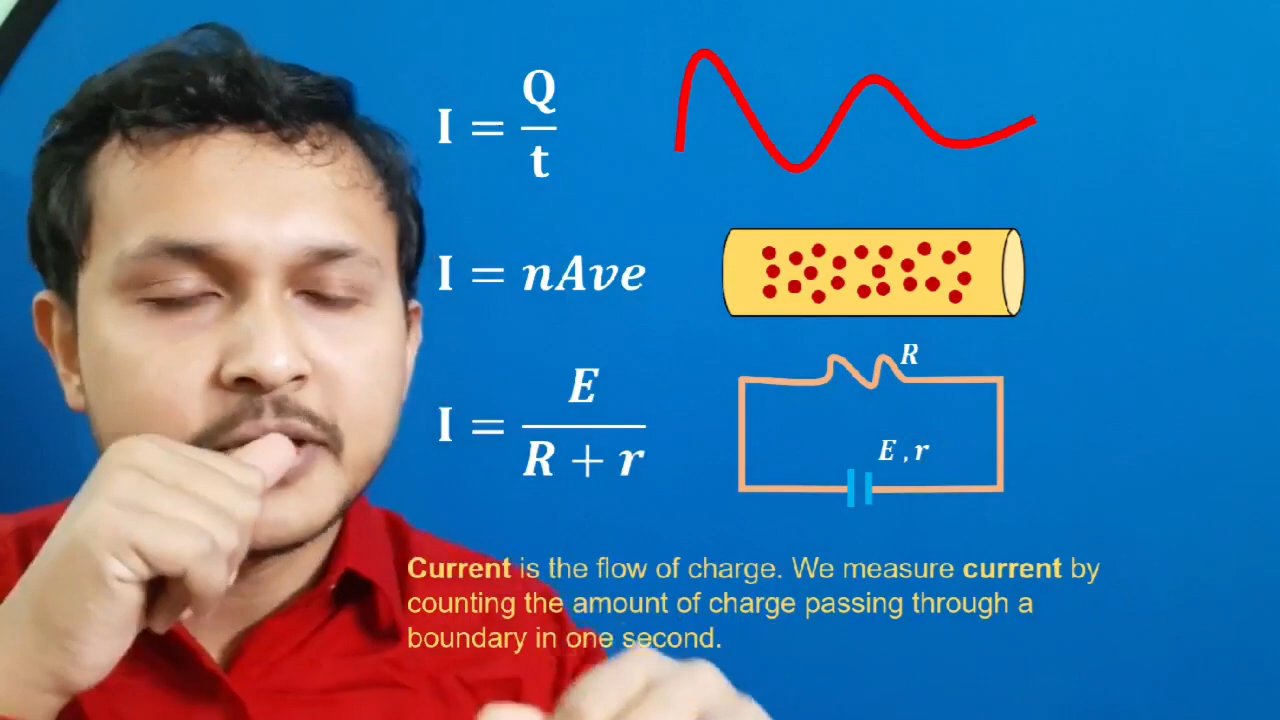 I = Q/t
I = nAve
R
I = E/(R + r)
E , r
Current is the flow of charge. We measure current by
counting the amount of charge passing through a
boundary in one second.